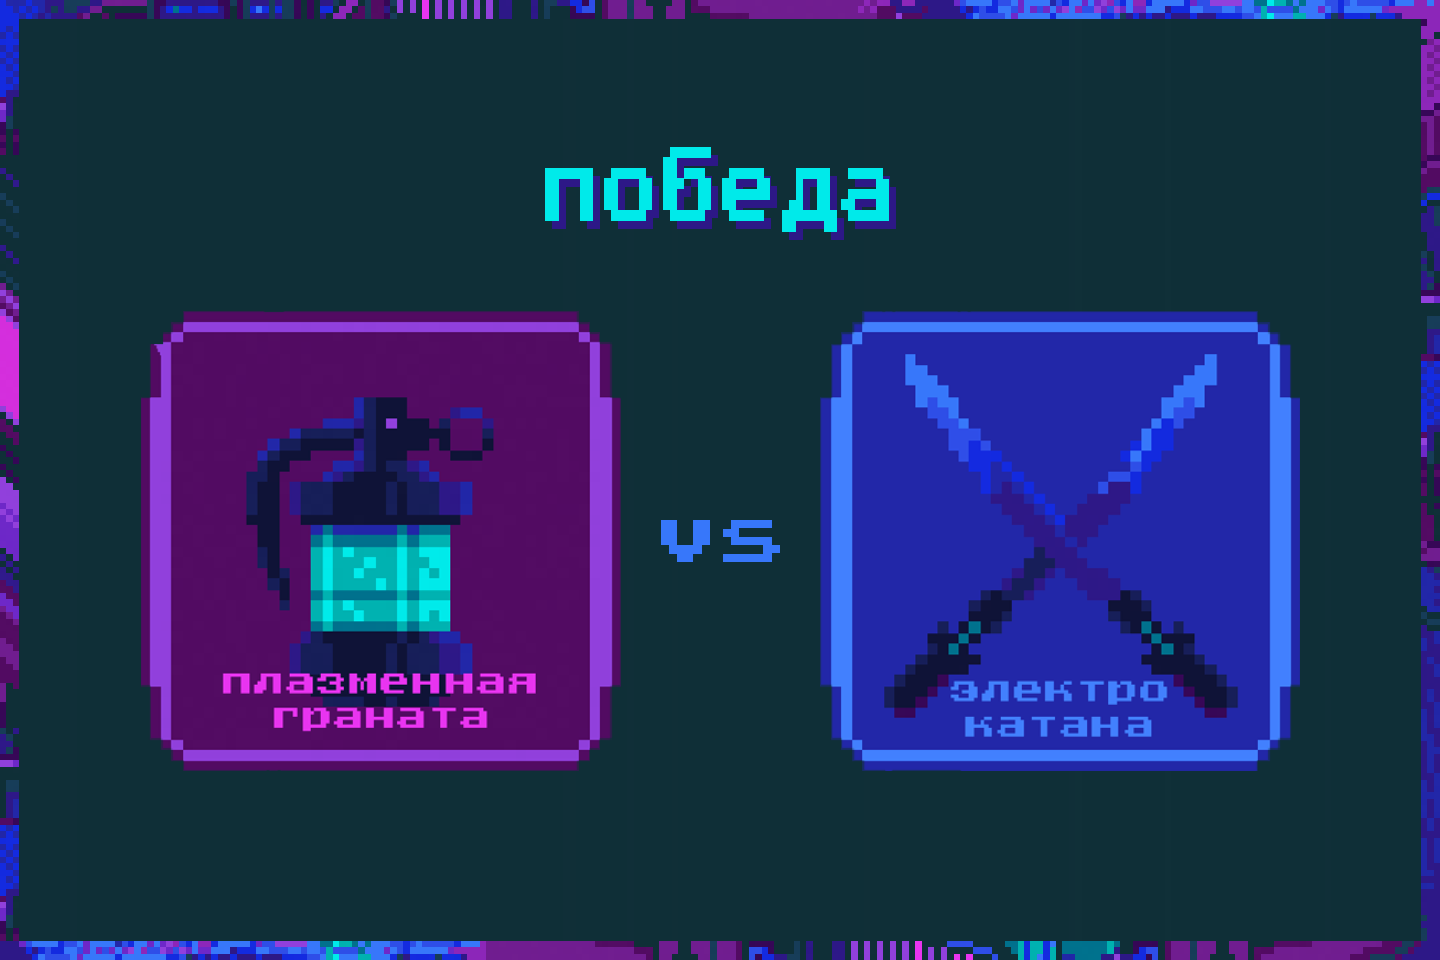 победа
плазменная
граната
vs
электро
катана